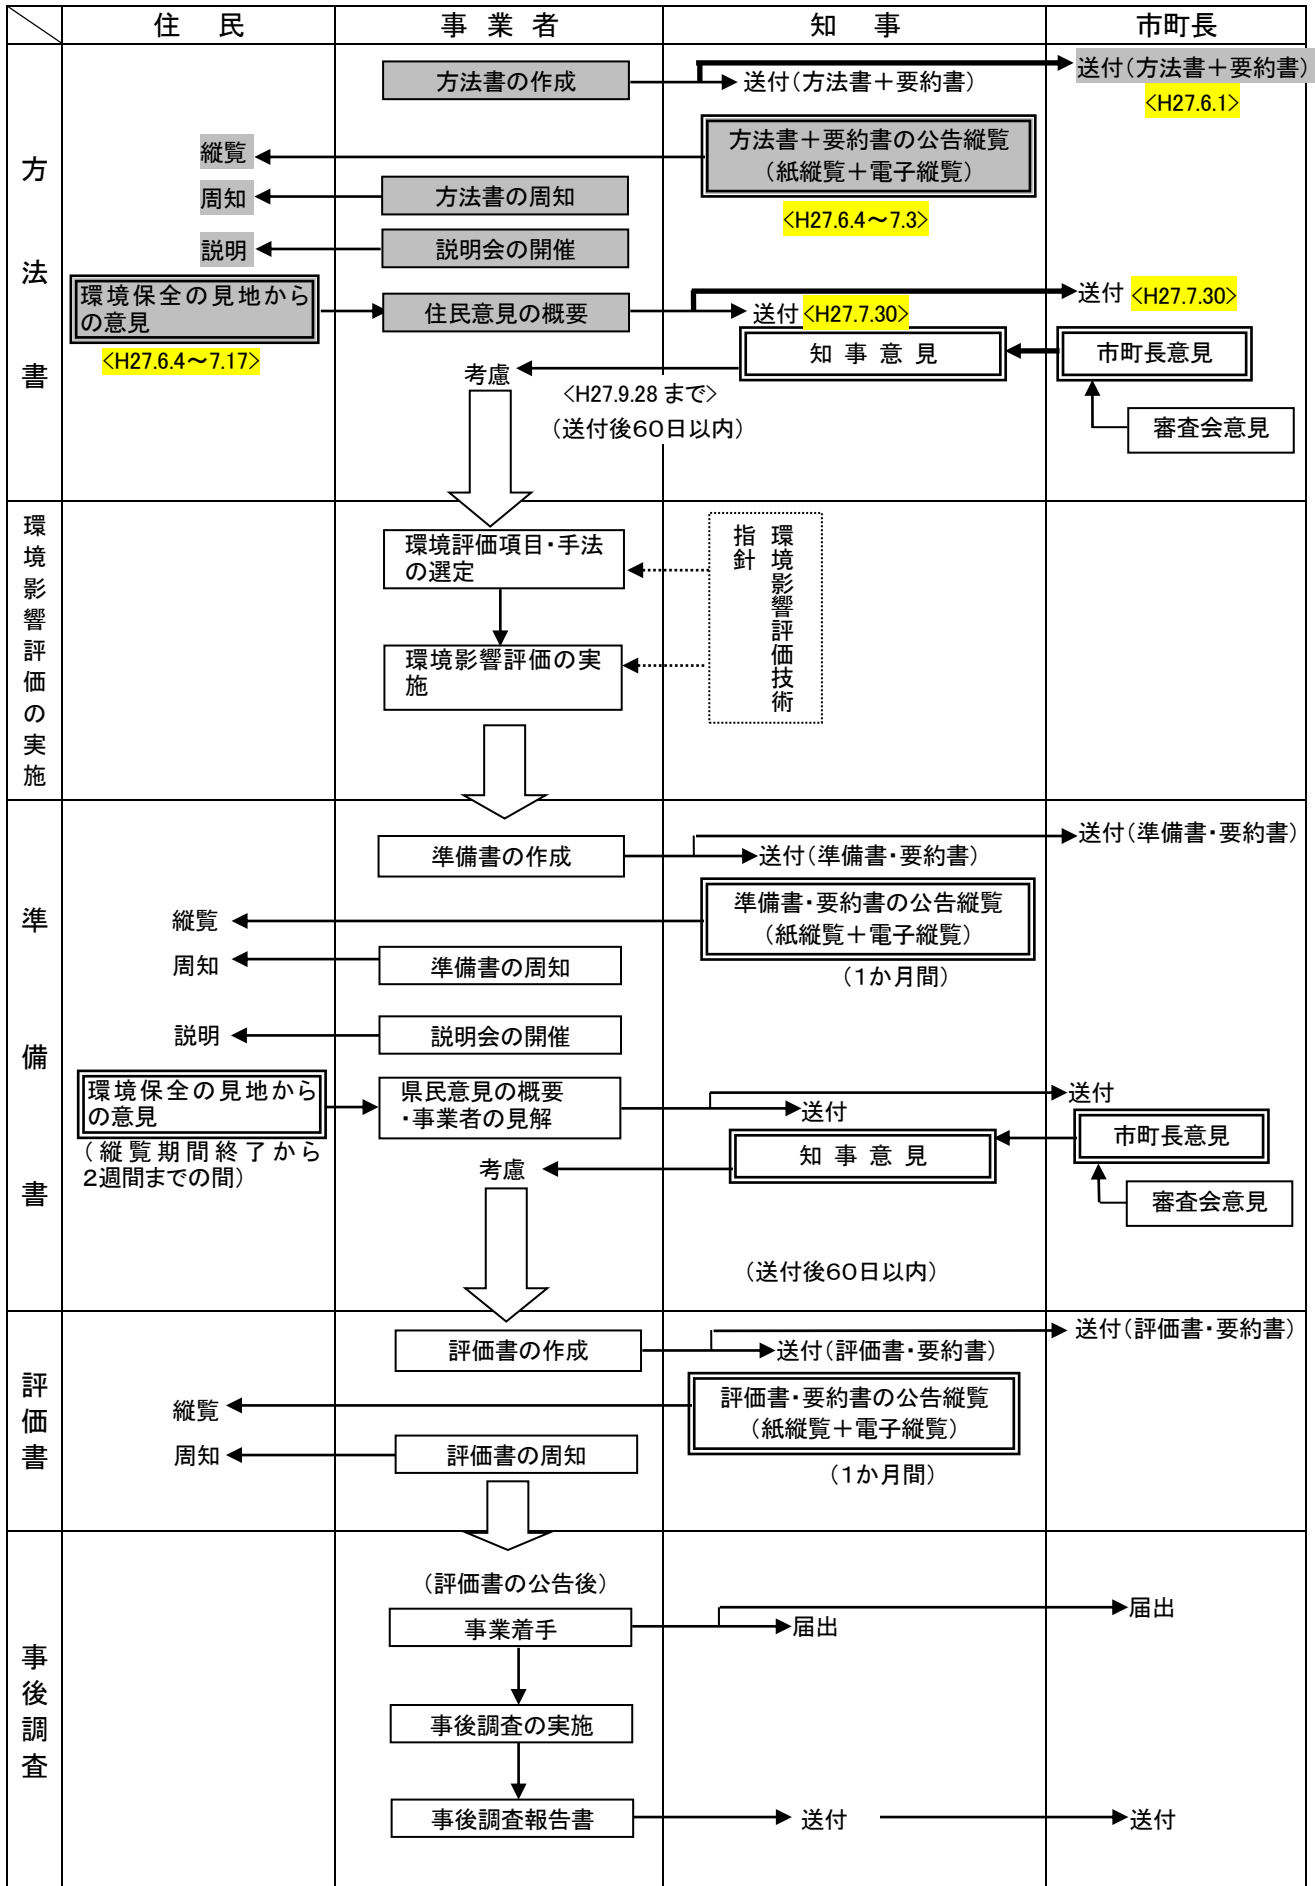 住　民
事 業 者
知　事
市町長
方法書
方法書の作成
送付（方法書＋要約書）
送付（方法書＋要約書）
<H27.6.1>
縦覧
方法書＋要約書の公告縦覧
（紙縦覧＋電子縦覧）
<H27.6.4～7.3>
周知
方法書の周知
説明
説明会の開催
環境保全の見地から
の意見
<H27.6.4～7.17>
住民意見の概要
送付<H27.7.30>
送付 <H27.7.30>
知 事 意 見
市町長意見
考慮
<H27.9.28 まで>
（送付後60日以内）
審査会意見
環境影響評価の実施
環境評価項目・手法
の選定
環境影響評価技術
指針
環境影響評価の実
施
準備書
準備書の作成
送付（準備書・要約書）
送付（準備書・要約書）
縦覧
準備書・要約書の公告縦覧
（紙縦覧＋電子縦覧）
（1か月間）
周知
準備書の周知
説明
説明会の開催
環境保全の見地から
の意見
（縦覧期間終了から
2週間までの間）
県民意見の概要
・事業者の見解
送付
送付
知 事 意 見
市町長意見
考慮
審査会意見
（送付後60日以内）
評価書
評価書の作成
送付（評価書・要約書）
送付（評価書・要約書）
縦覧
評価書・要約書の公告縦覧
（紙縦覧＋電子縦覧）
（1か月間）
周知
評価書の周知
事後調査
（評価書の公告後）
事業着手
届出
届出
事後調査の実施
事後調査報告書
送付
送付